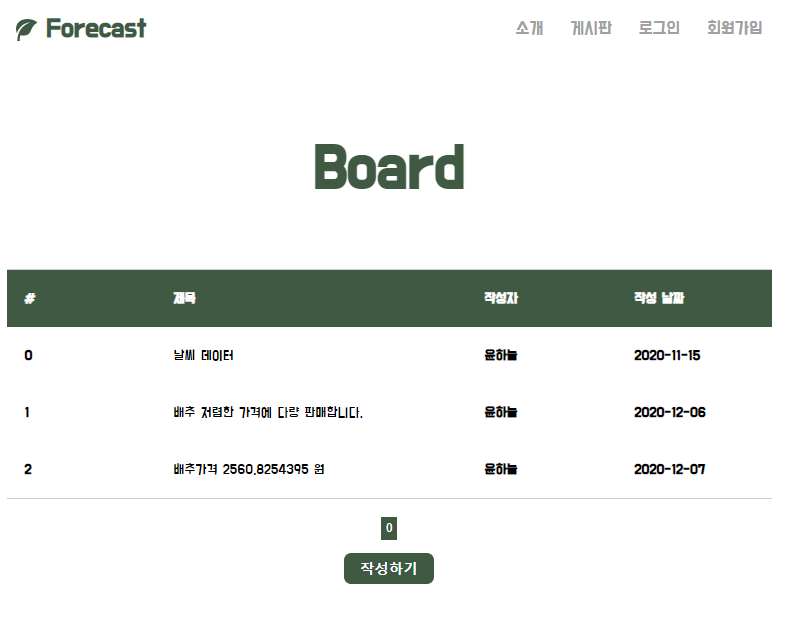 Forecast 소개 게시판 로그인 회원가입
Board
# 제목 작성자 작성 날짜
0 날씨 데이터 윤하늘 2020-11-15
1 배추 저렴한 가격에 다량 판매합니다. 윤하늘 2020-12-06
2 배추가격 2560.8254395 원 윤하늘 2020-12-07
0
작성하기